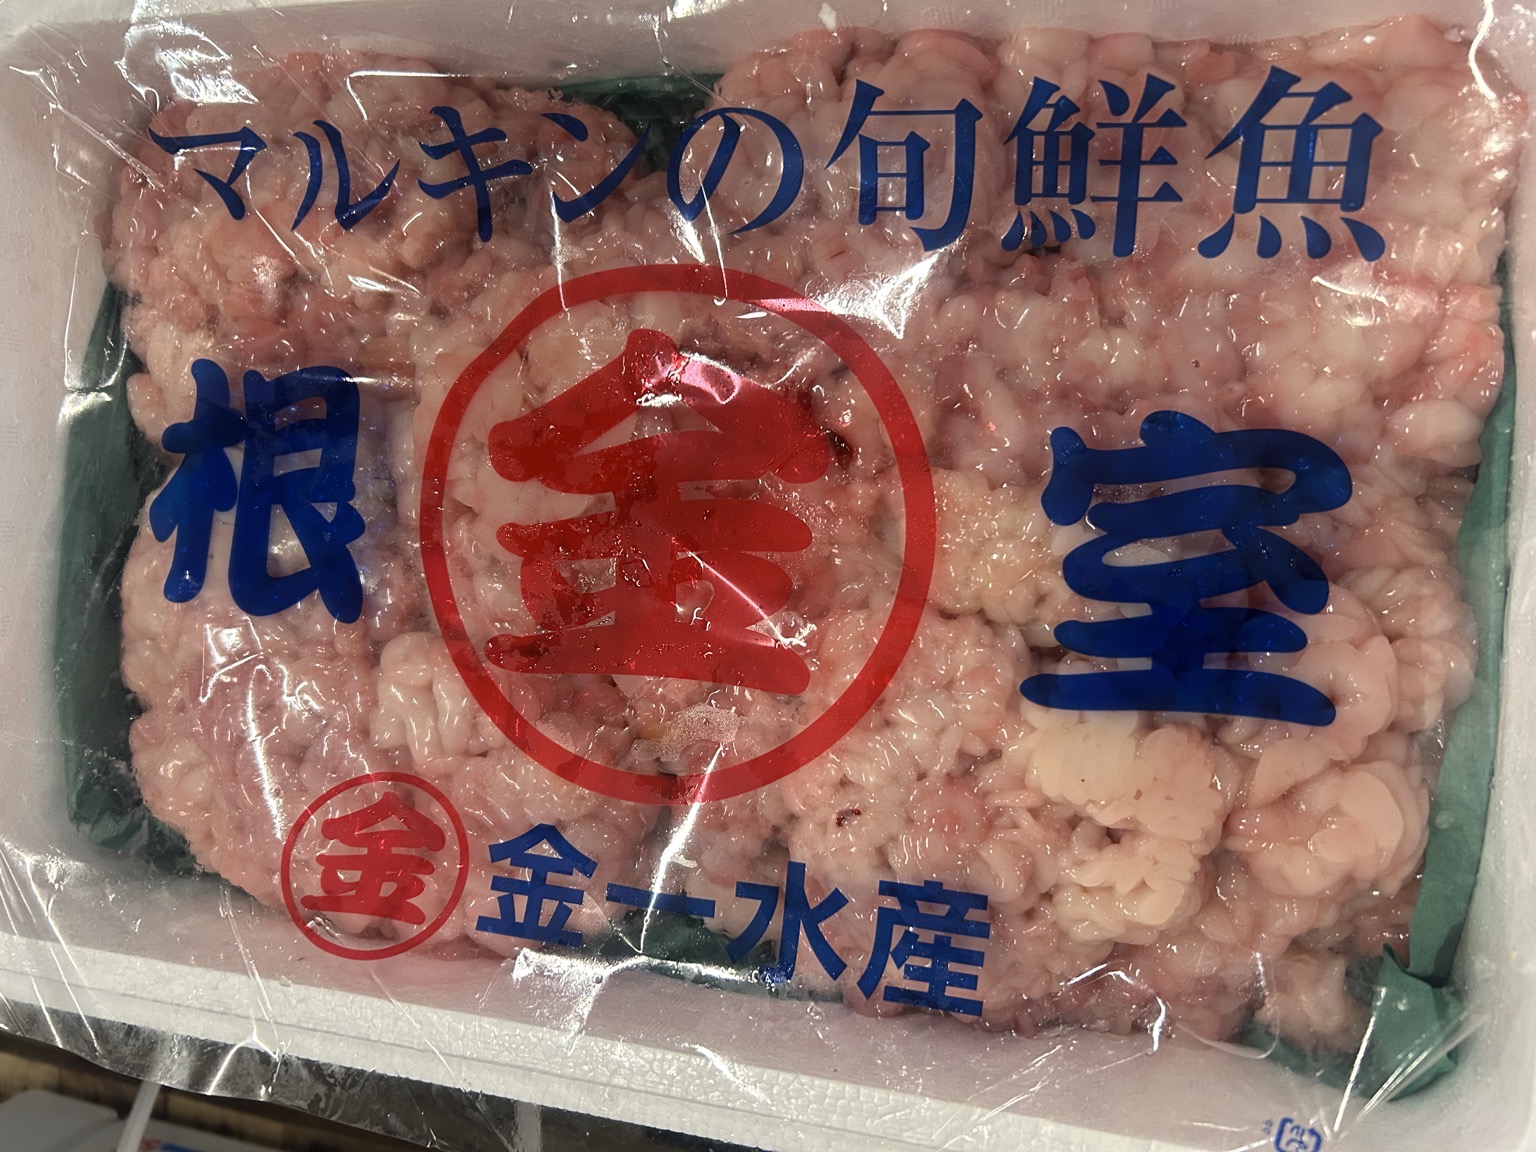 マルキンの旬鮮魚
根 金 室
金 金一水産